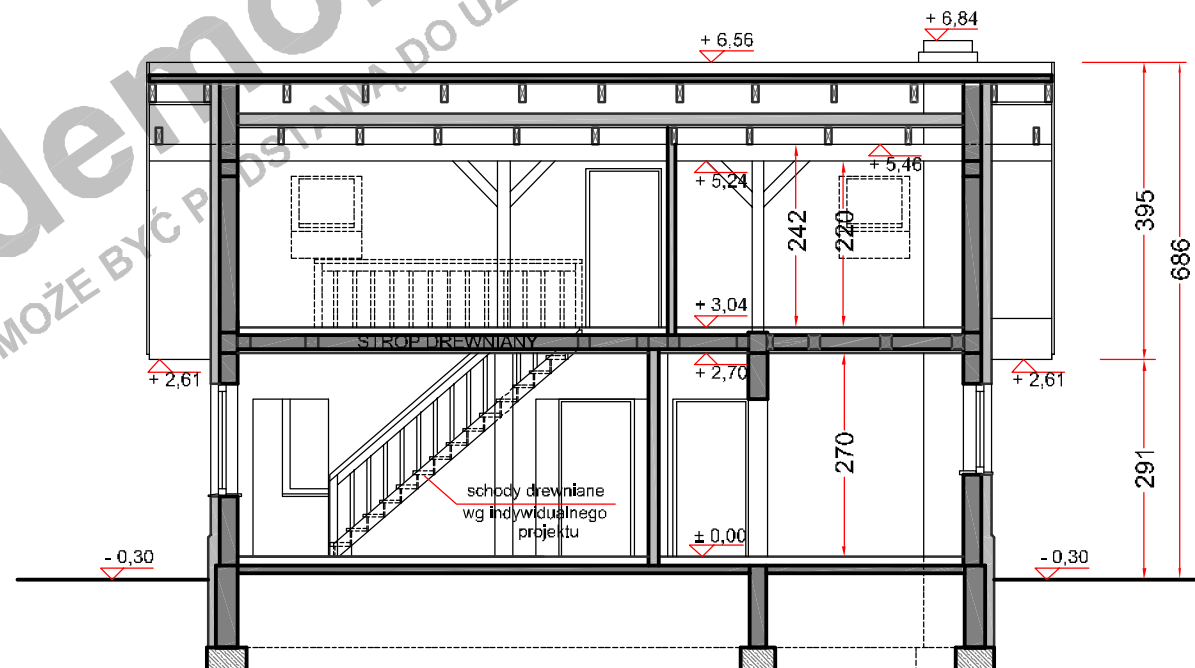 demo
MOŻE BYĆ PODSTAWĄ DO UŻ
+ 6,84
+ 6,56
+ 5,24
+ 5,46
242
220
395
686
+ 3,04
STROP DREWNIANY
+ 2,61
+ 2,70
+ 2,61
270
291
schody drewniane
wg indywidualnego
projektu
± 0,00
- 0,30
- 0,30